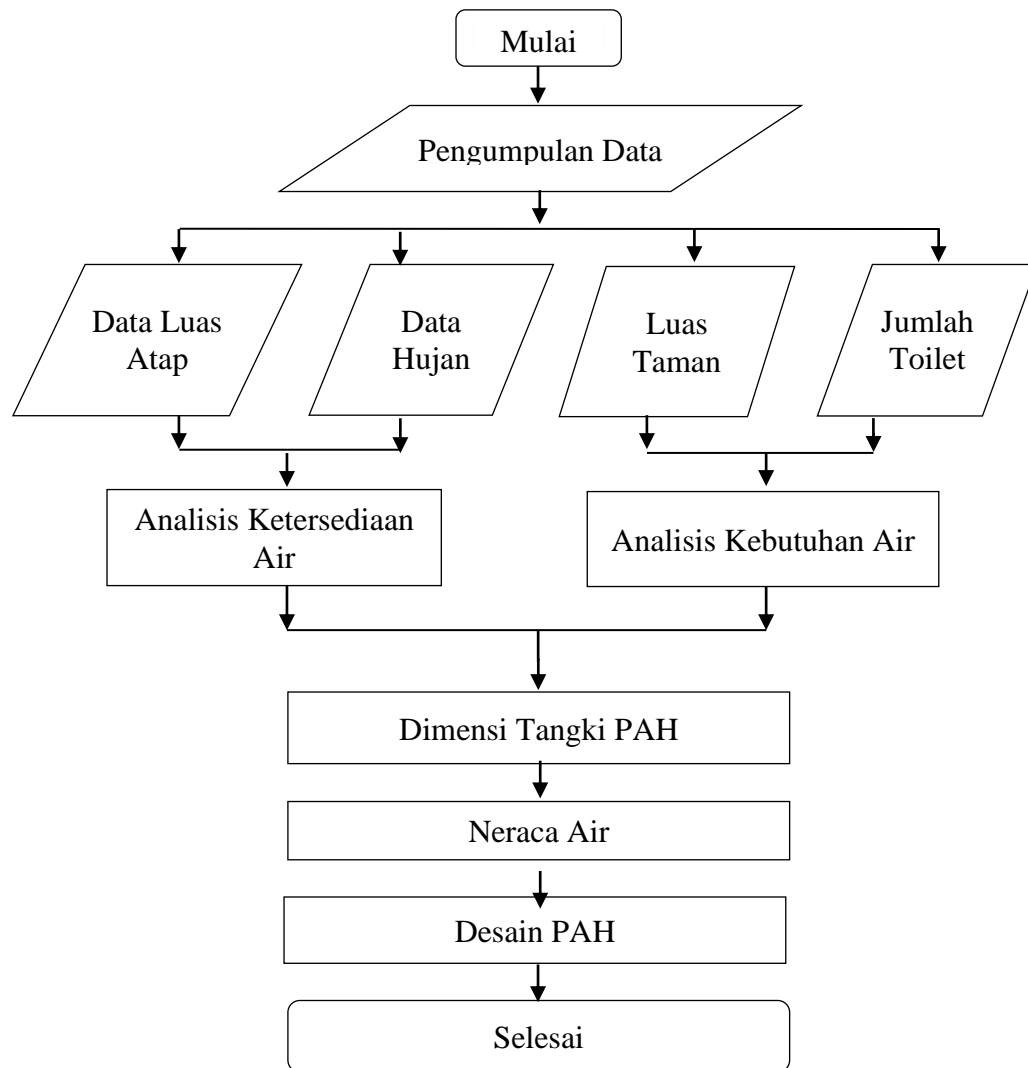 Mulai
Pengumpulan Data
Data Luas
Atap
Data
Hujan
Luas
Taman
Jumlah
Toilet
Analisis Ketersediaan
Air
Analisis Kebutuhan Air
Dimensi Tangki PAH
Neraca Air
Desain PAH
Selesai